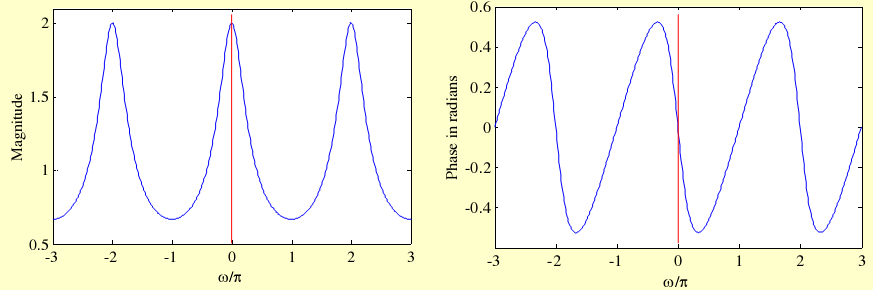 2
1.5
1
0.5
Magnitude
-3 -2 -1 0 1 2 3
ω/π
0.6
0.4
0.2
0
-0.2
-0.4
Phase in radians
-3 -2 -1 0 1 2 3
ω/π